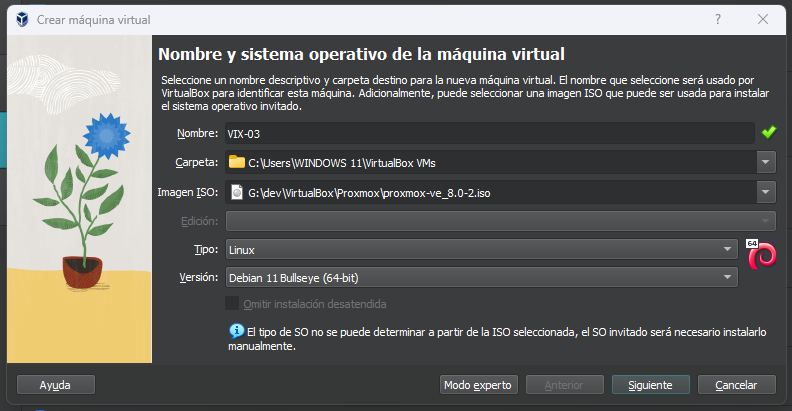 Crear máquina virtual
Nombre y sistema operativo de la máquina virtual
Seleccione un nombre descriptivo y carpeta destino para la nueva máquina virtual. El nombre que seleccione será usado por
VirtualBox para identificar esta máquina. Adicionalmente, puede seleccionar una imagen ISO que puede ser usada para instalar
el sistema operativo invitado.
Nombre: VIX-03
Carpeta: C:\Users\WINDOWS 11\VirtualBox VMs
Imagen ISO: G:\dev\VirtualBox\Proxmox\proxmox-ve_8.0-2.iso
Edición:
Tipo: Linux
64
Versión: Debian 11 Bullseye (64-bit)
Omitir instalación desatendida
El tipo de SO no se puede determinar a partir de la ISO seleccionada, el SO invitado será necesario instalarlo
manualmente.
Ayuda Modo experto Anterior Siguiente Cancelar